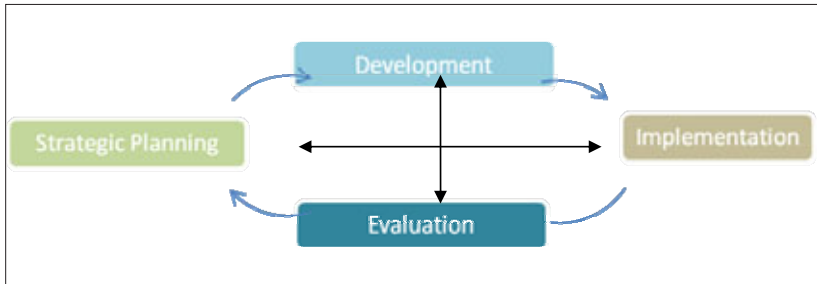 Development
Strategic Planning
Implementation
Evaluation